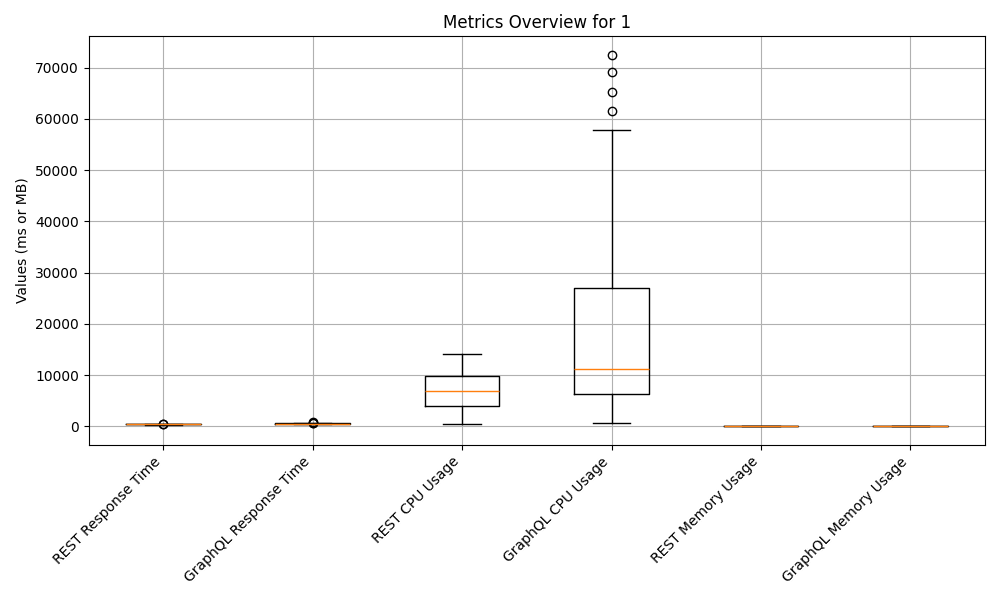 Metrics Overview for 1
Values (ms or MB)
70000
60000
50000
40000
30000
20000
10000
0
REST Response Time
GraphQL Response Time
REST CPU Usage
GraphQL CPU Usage
REST Memory Usage
GraphQL Memory Usage